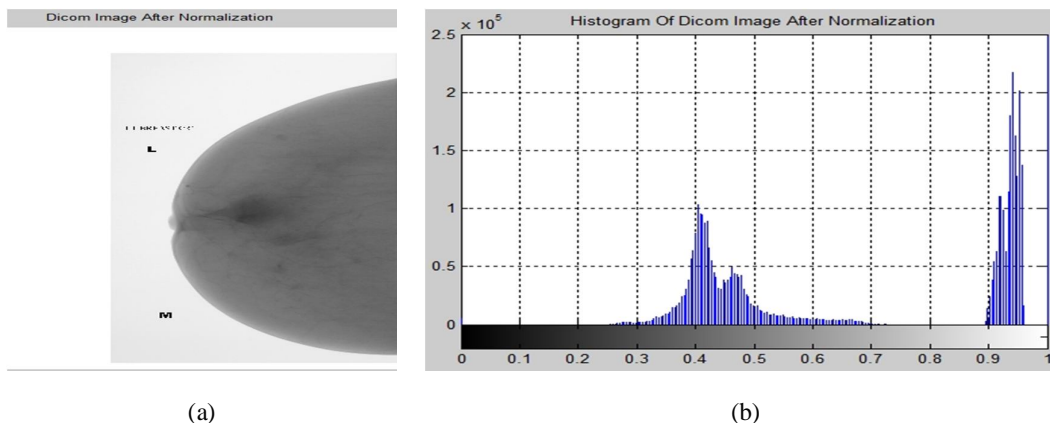 Dicom Image After Normalization
L
M
(a)
Histogram Of Dicom Image After Normalization
× 10⁵
2.5
2
1.5
1
0.5
0
0 0.1 0.2 0.3 0.4 0.5 0.6 0.7 0.8 0.9 1
(b)